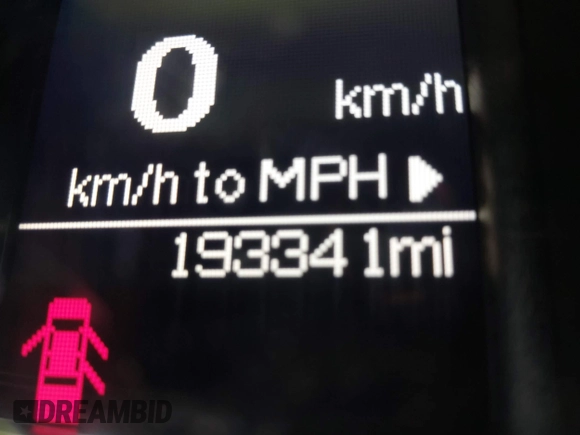 0 km/h
km/h to MPH
193341mi
DREAMBID